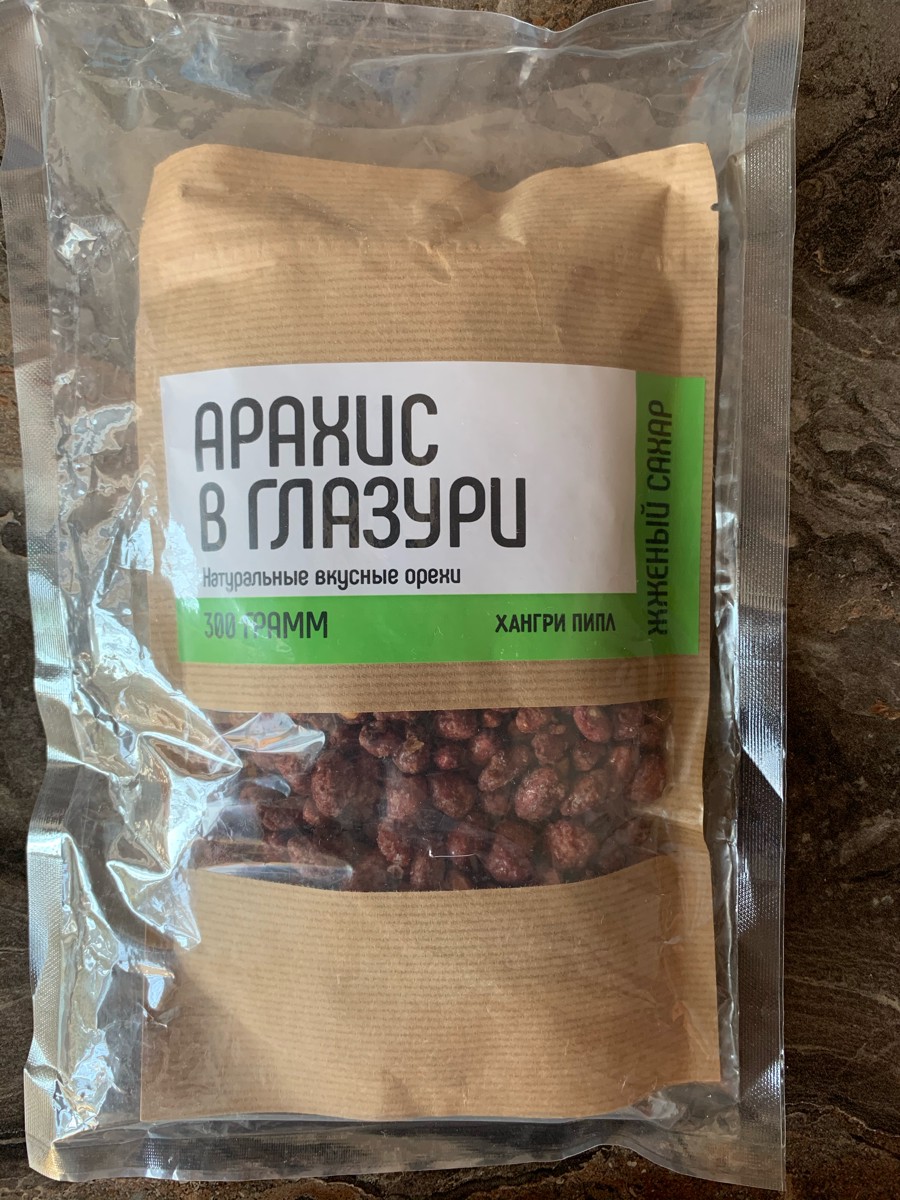 АРАХИС
В ГЛАЗУРИ
Натуральные вкусные орехи
300 ГРАММ
ХАНГРИ ПИПЛ
ЖЖЕНЫЙ САХАР